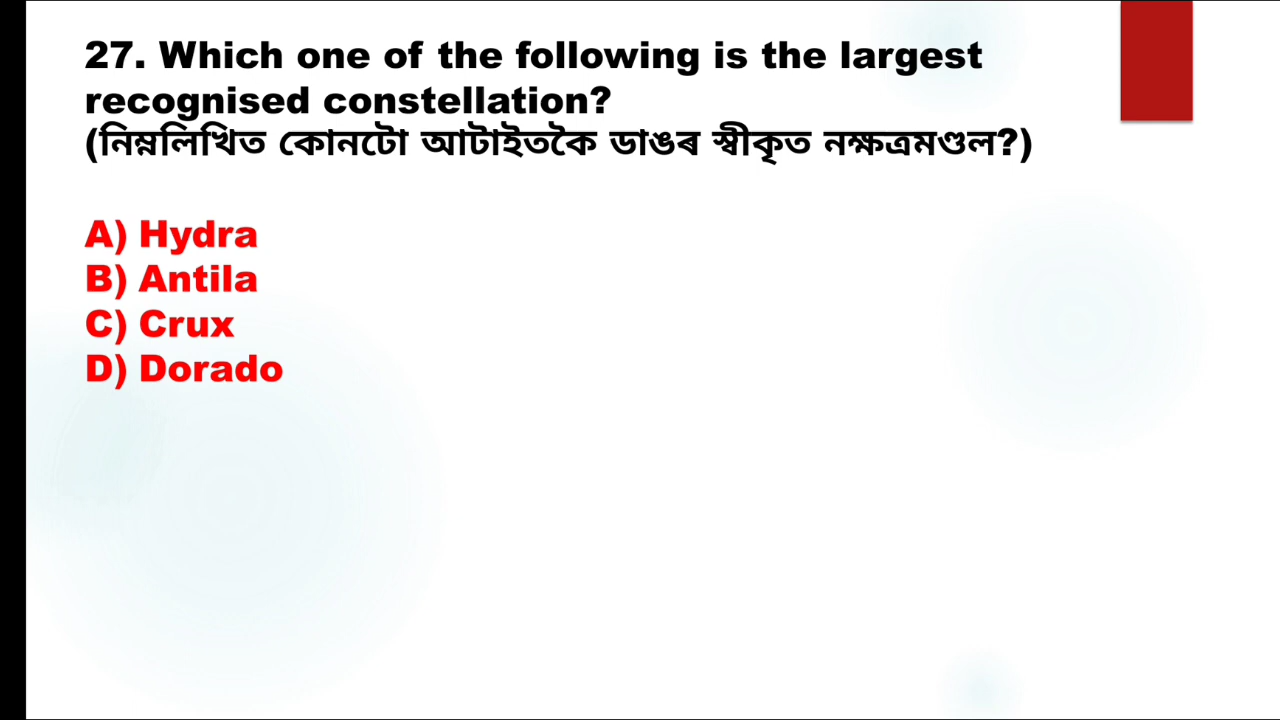 27. Which one of the following is the largest
recognised constellation?
(নিম্নলিখিত কোনটো আটাইতকৈ ডাঙৰ স্বীকৃত নক্ষত্ৰমণ্ডল?)
A) Hydra
B) Antila
C) Crux
D) Dorado